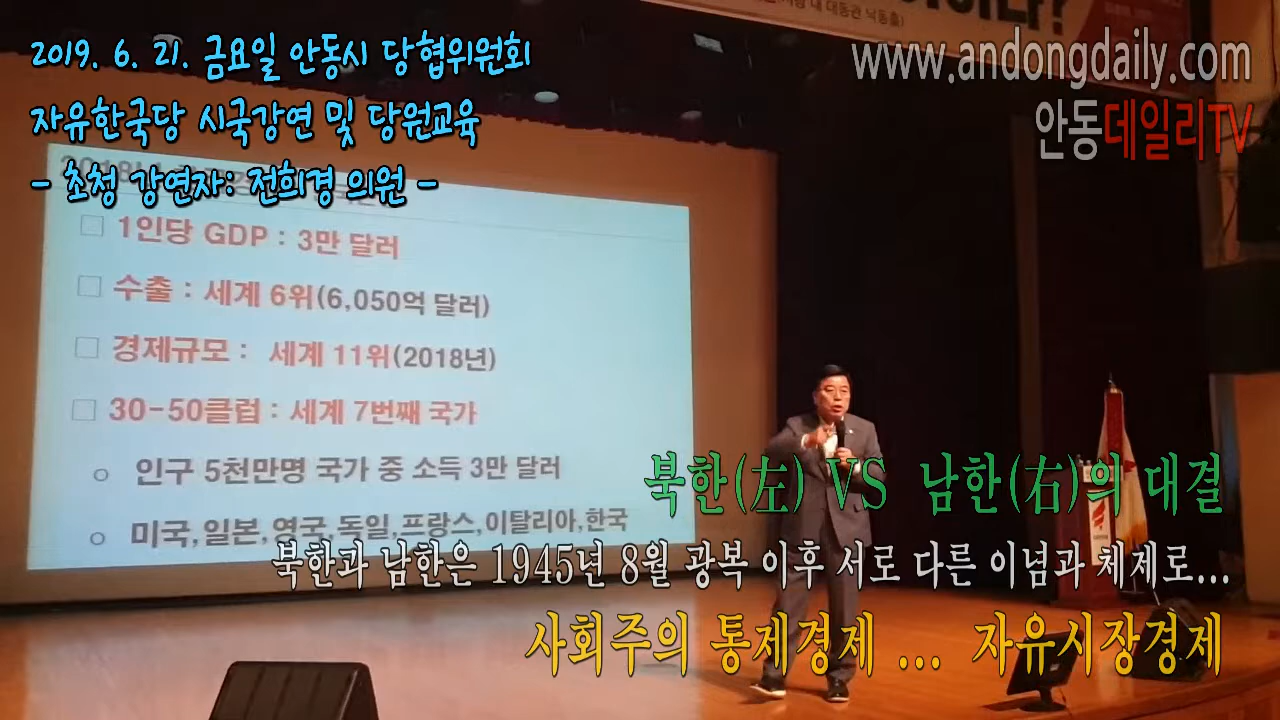 내 대동관 낙동홀)
www.andongdaily.com
안동데일리TV
2019. 6. 21. 금요일 안동시 당협위원회
자유한국당 시국강연 및 당원교육
- 초청 강연자: 전희경 의원 -
□ 1인당 GDP : 3만 달러
□ 수출 : 세계 6위(6,050억 달러)
□ 경제규모 : 세계 11위(2018년)
□ 30-50클럽 : 세계 7번째 국가
○ 인구 5천만명 국가 중 소득 3만 달러
○ 미국,일본,영국,독일,프랑스,이탈리아,한국
북한(左) VS 남한(右)의 대결
북한과 남한은 1945년 8월 광복 이후 서로 다른 이념과 체제로...
사회주의 통제경제 ... 자유시장경제